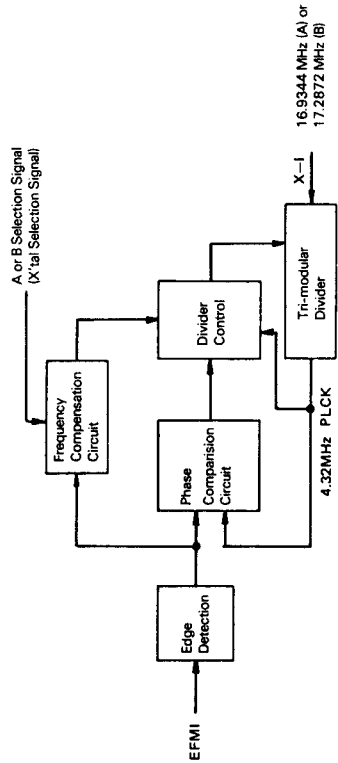 A or B Selection Signal
(X'tal Selection Signal)
Frequency
Compensation
Circuit
EFMI
Edge
Detection
Phase
Comparision
Circuit
Divider
Control
4.32MHz PLCK
Tri-modular
Divider
X-I
16.9344 MHz (A) or
17.2872 MHz (B)